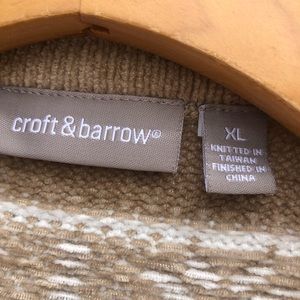 croft & barrow®
XL
KNITTED IN
TAIWAN
FINISHED IN
CHINA